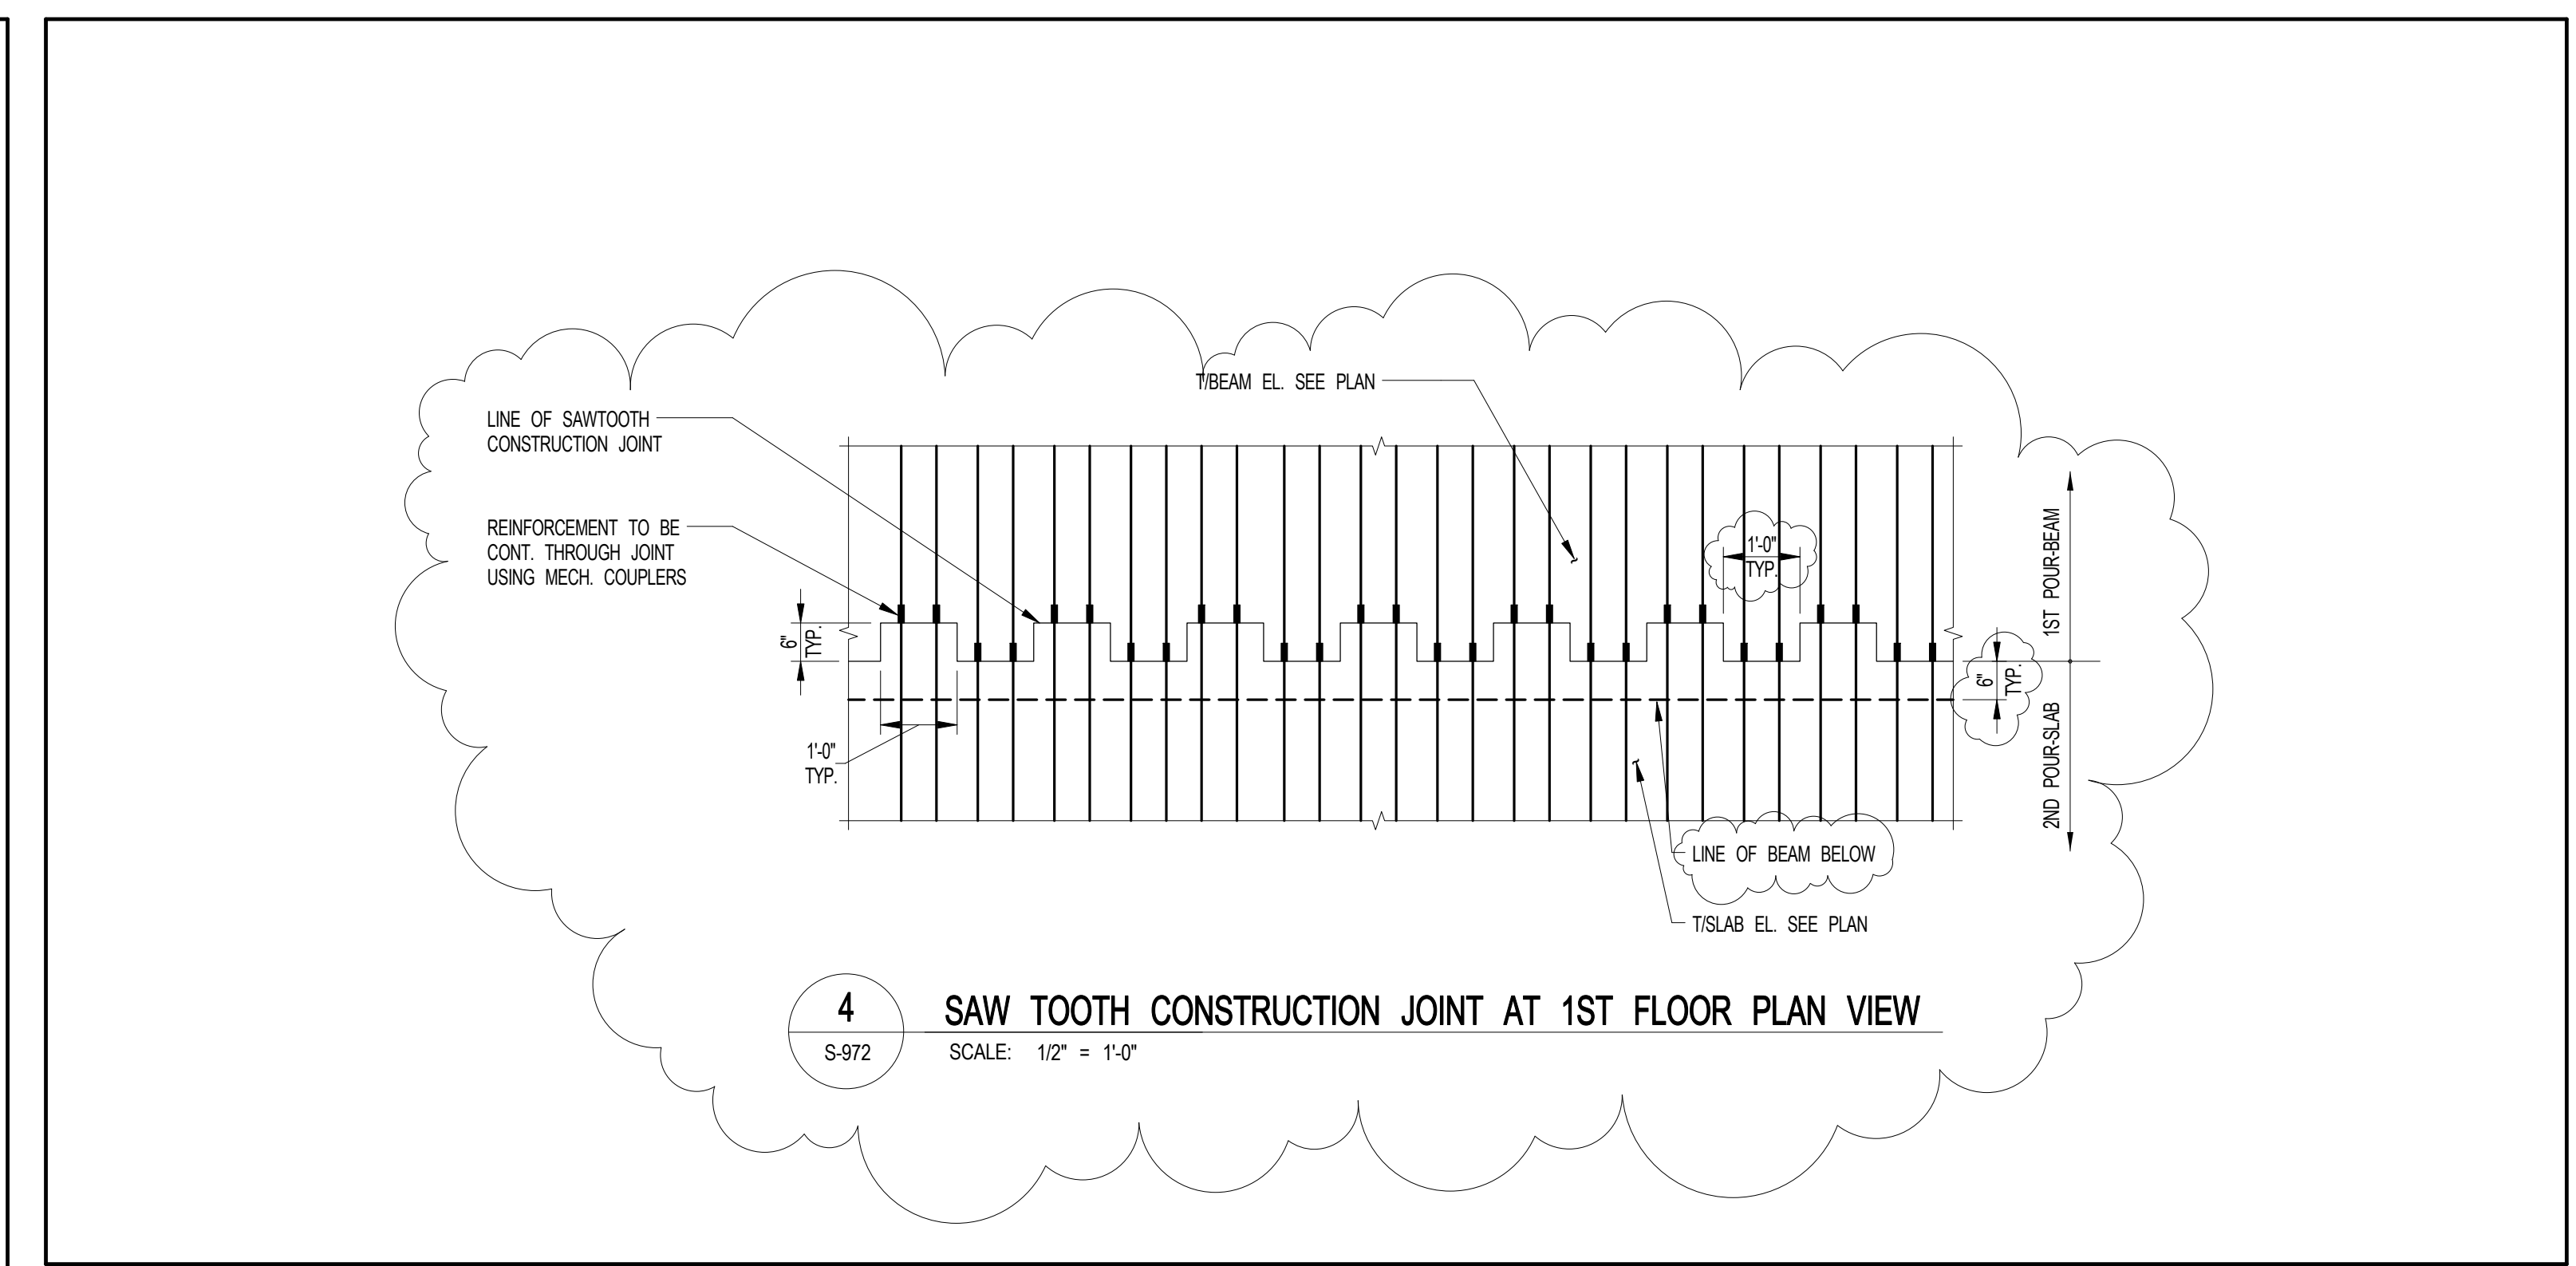 T/BEAM EL. SEE PLAN
LINE OF SAWTOOTH
CONSTRUCTION JOINT
REINFORCEMENT TO BE
CONT. THROUGH JOINT
USING MECH. COUPLERS
1'-0"
TYP.
6"
TYP.
1ST POUR-BEAM
6"
TYP.
2ND POUR-SLAB
1'-0"
TYP.
LINE OF BEAM BELOW
T/SLAB EL. SEE PLAN
4
S-972
SAW TOOTH CONSTRUCTION JOINT AT 1ST FLOOR PLAN VIEW
SCALE: 1/2" = 1'-0"